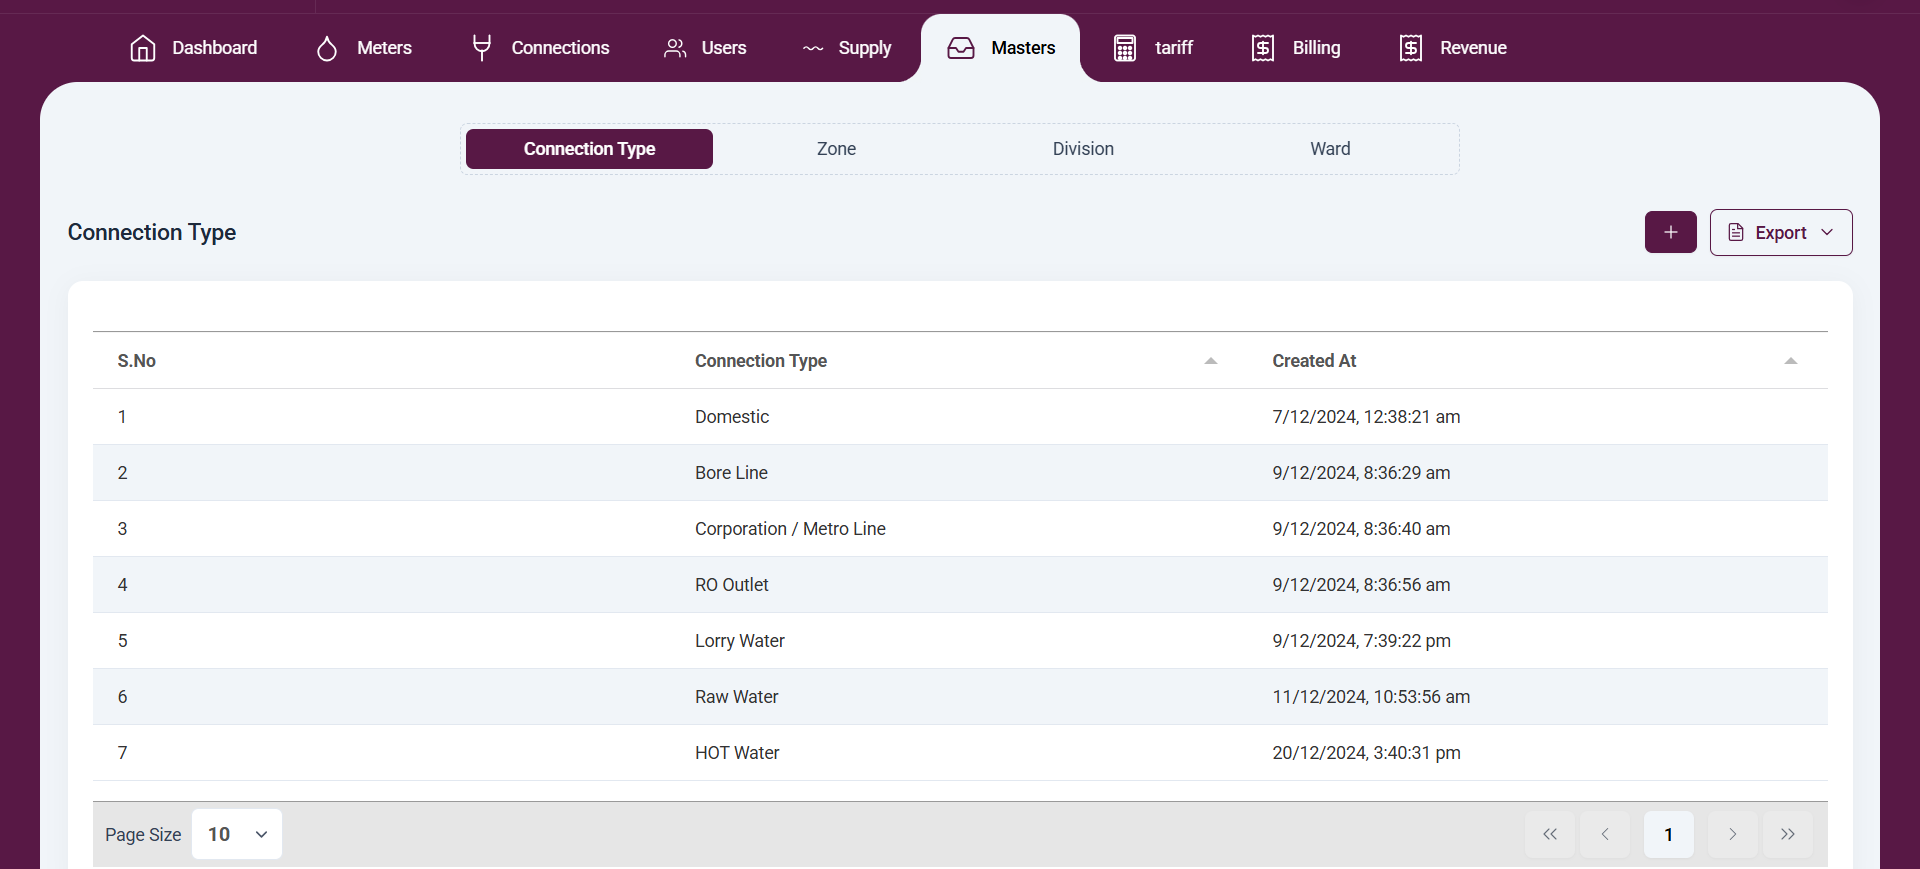 Dashboard Meters Connections Users Supply Masters tariff Billing Revenue
Connection Type Zone Division Ward
Connection Type
+ Export
S.No Connection Type Created At
1 Domestic 7/12/2024, 12:38:21 am
2 Bore Line 9/12/2024, 8:36:29 am
3 Corporation / Metro Line 9/12/2024, 8:36:40 am
4 RO Outlet 9/12/2024, 8:36:56 am
5 Lorry Water 9/12/2024, 7:39:22 pm
6 Raw Water 11/12/2024, 10:53:56 am
7 HOT Water 20/12/2024, 3:40:31 pm
Page Size 10 1